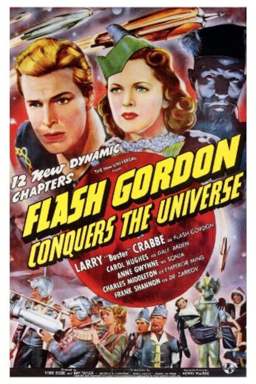 12 New DYNAMIC
CHAPTERS
FLASH GORDON
CONQUERS THE UNIVERSE
LARRY "Buster" CRABBE as FLASH GORDON
CAROL HUGHES as DALE ARDEN
ANNE GWYNNE as SONJA
CHARLES MIDDLETON as EMPEROR MING
FRANK SHANNON as DR ZARKOV